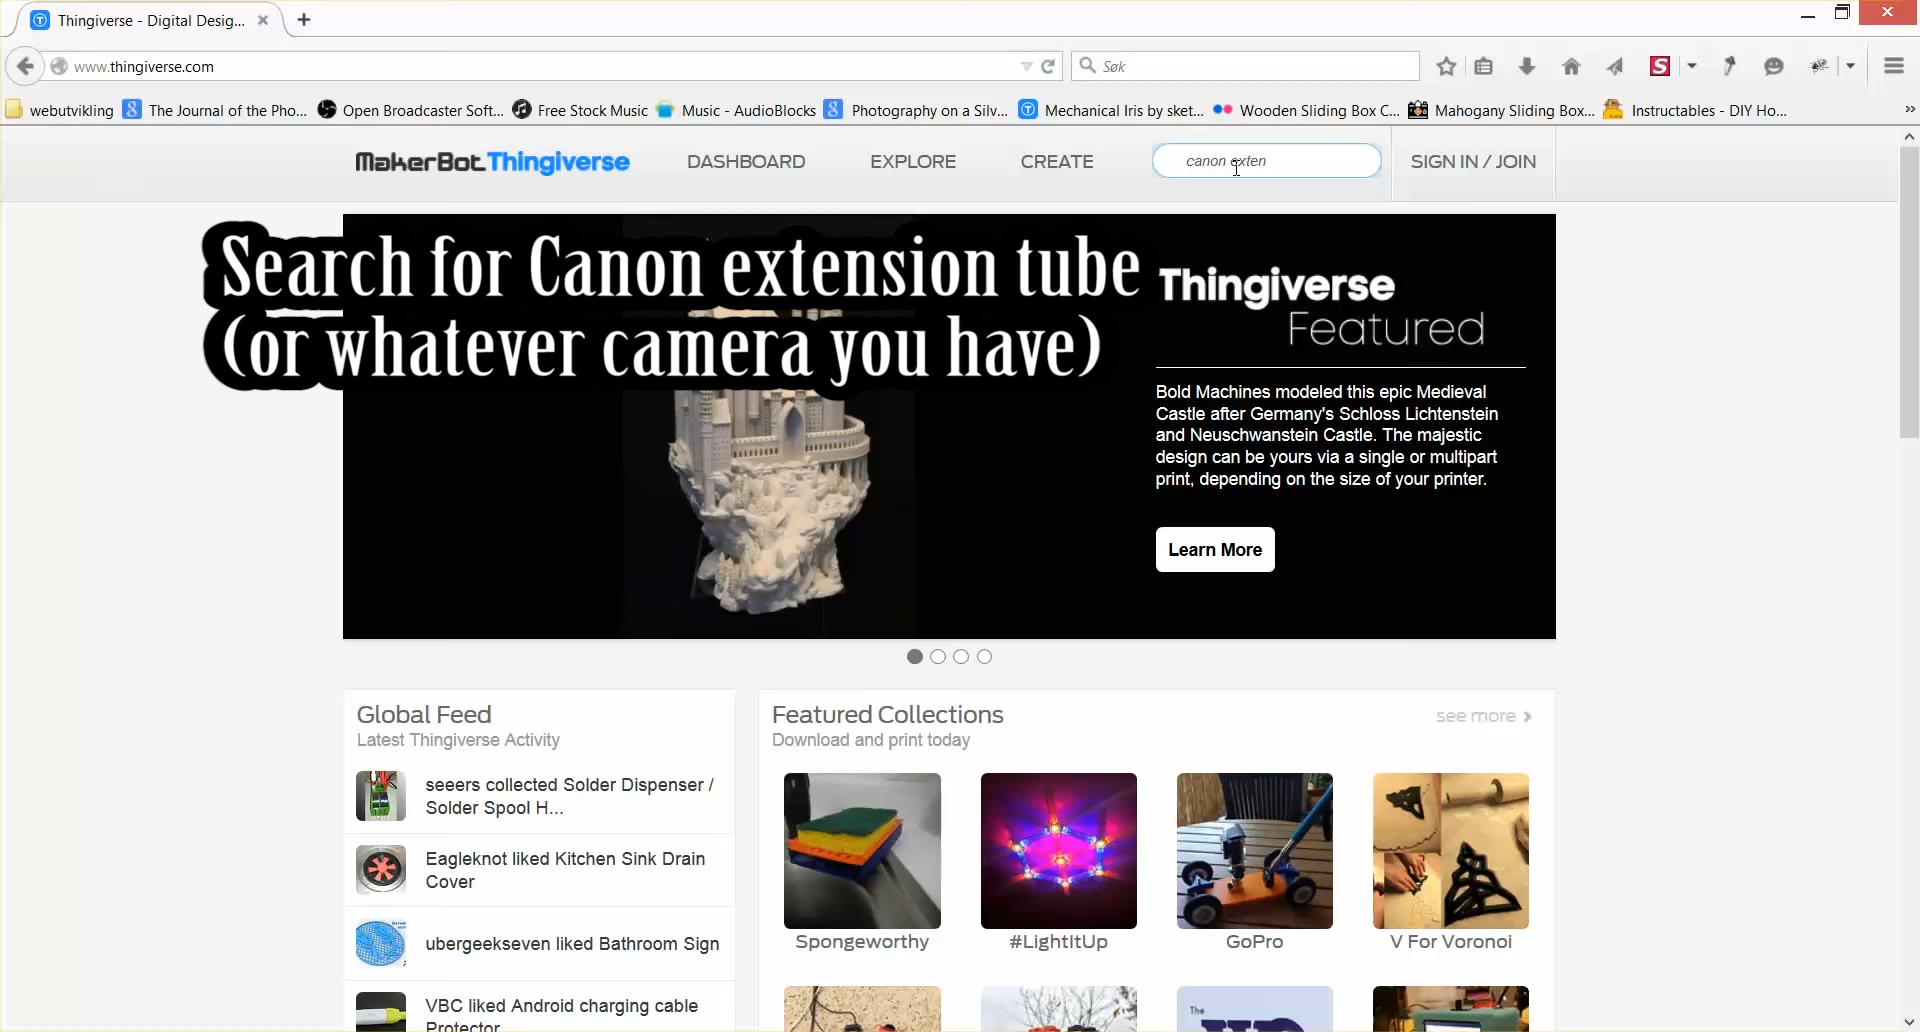 Thingiverse - Digital Desig...
www.thingiverse.com
Søk
S
webutvikling
The Journal of the Pho...
Open Broadcaster Soft...
Free Stock Music
Music - AudioBlocks
Photography on a Silv...
Mechanical Iris by sket...
Wooden Sliding Box C...
Mahogany Sliding Box...
Instructables - DIY Ho...
MakerBot Thingiverse
DASHBOARD
EXPLORE
CREATE
canon exten
SIGN IN / JOIN
Search for Canon extension tube
(or whatever camera you have)
Thingiverse
Featured
Bold Machines modeled this epic Medieval
Castle after Germany's Schloss Lichtenstein
and Neuschwanstein Castle. The majestic
design can be yours via a single or multipart
print, depending on the size of your printer.
Learn More
Global Feed
Latest Thingiverse Activity
seeers collected Solder Dispenser /
Solder Spool H...
Eagleknot liked Kitchen Sink Drain
Cover
ubergeekseven liked Bathroom Sign
VBC liked Android charging cable
Protector
Featured Collections
Download and print today
see more
Spongeworthy
#LightItUp
GoPro
V For Voronoi
The